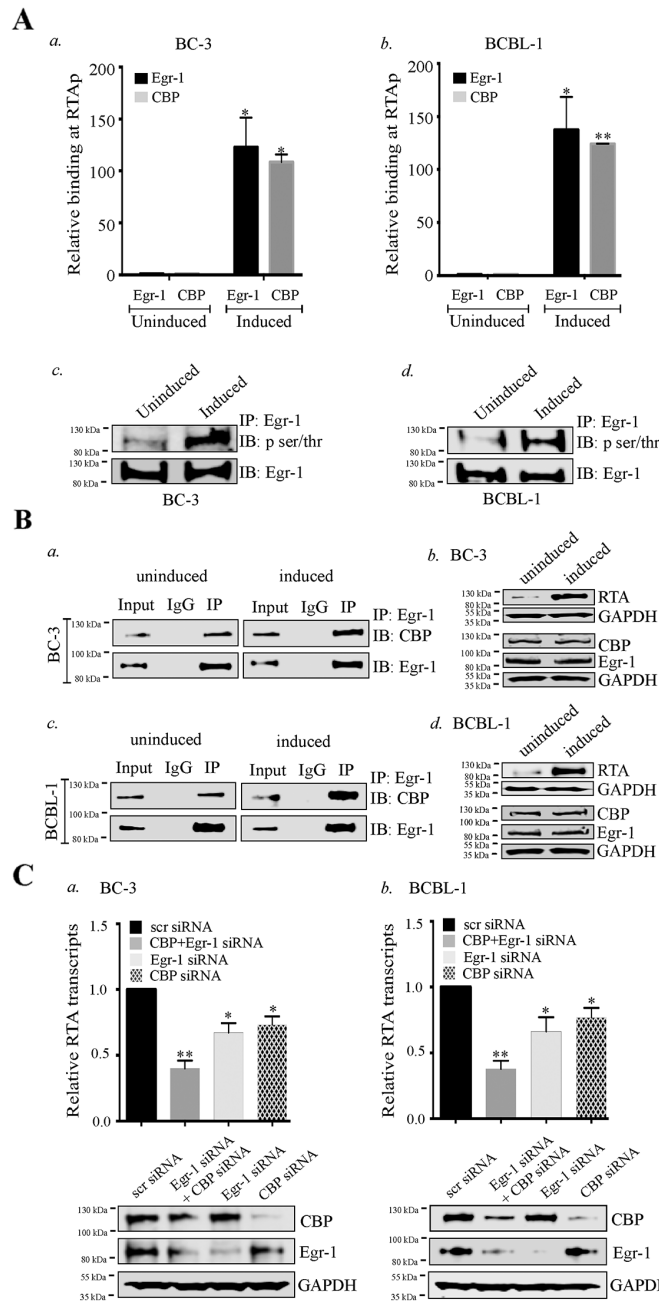 A
a. BC-3
Egr-1
CBP
Relative binding at RTAp
200
150
100
50
0
*
*
Egr-1 CBP Egr-1 CBP
Uninduced Induced
b. BCBL-1
Egr-1
CBP
Relative binding at RTAp
200
150
100
50
0
*
**
Egr-1 CBP Egr-1 CBP
Uninduced Induced
c.
Uninduced Induced
IP: Egr-1
130 kDa
IB: p ser/thr
80 kDa
130 kDa
IB: Egr-1
80 kDa
BC-3
d.
Uninduced Induced
IP: Egr-1
130 kDa
IB: p ser/thr
80 kDa
130 kDa
IB: Egr-1
80 kDa
BCBL-1
B
a.
uninduced induced
Input IgG IP Input IgG IP
IP: Egr-1
BC-3
130 kDa
IB: CBP
120 kDa
100 kDa
IB: Egr-1
80 kDa
b. BC-3
uninduced induced
130 kDa
RTA
80 kDa
55 kDa
GAPDH
35 kDa
130 kDa
CBP
120 kDa
100 kDa
Egr-1
80 kDa
55 kDa
GAPDH
35 kDa
c.
uninduced induced
Input IgG IP Input IgG IP
IP: Egr-1
BCBL-1
130 kDa
IB: CBP
120 kDa
100 kDa
IB: Egr-1
80 kDa
d. BCBL-1
uninduced induced
130 kDa
RTA
80 kDa
55 kDa
GAPDH
35 kDa
130 kDa
CBP
120 kDa
100 kDa
Egr-1
80 kDa
55 kDa
GAPDH
35 kDa
C
a. BC-3
Relative RTA transcripts
1.5
1.0
0.5
0.0
scr siRNA
CBP+Egr-1 siRNA
Egr-1 siRNA
CBP siRNA
**
*
*
scr siRNA
Egr-1 siRNA
+ CBP siRNA
Egr-1 siRNA
CBP siRNA
130 kDa
CBP
110 kDa
100 kDa
Egr-1
80 kDa
55 kDa
GAPDH
35 kDa
b. BCBL-1
Relative RTA transcripts
1.5
1.0
0.5
0.0
scr siRNA
CBP+Egr-1 siRNA
Egr-1 siRNA
CBP siRNA
**
*
*
scr siRNA
Egr-1 siRNA
+ CBP siRNA
Egr-1 siRNA
CBP siRNA
130 kDa
CBP
110 kDa
100 kDa
Egr-1
80 kDa
55 kDa
GAPD
35 kDa